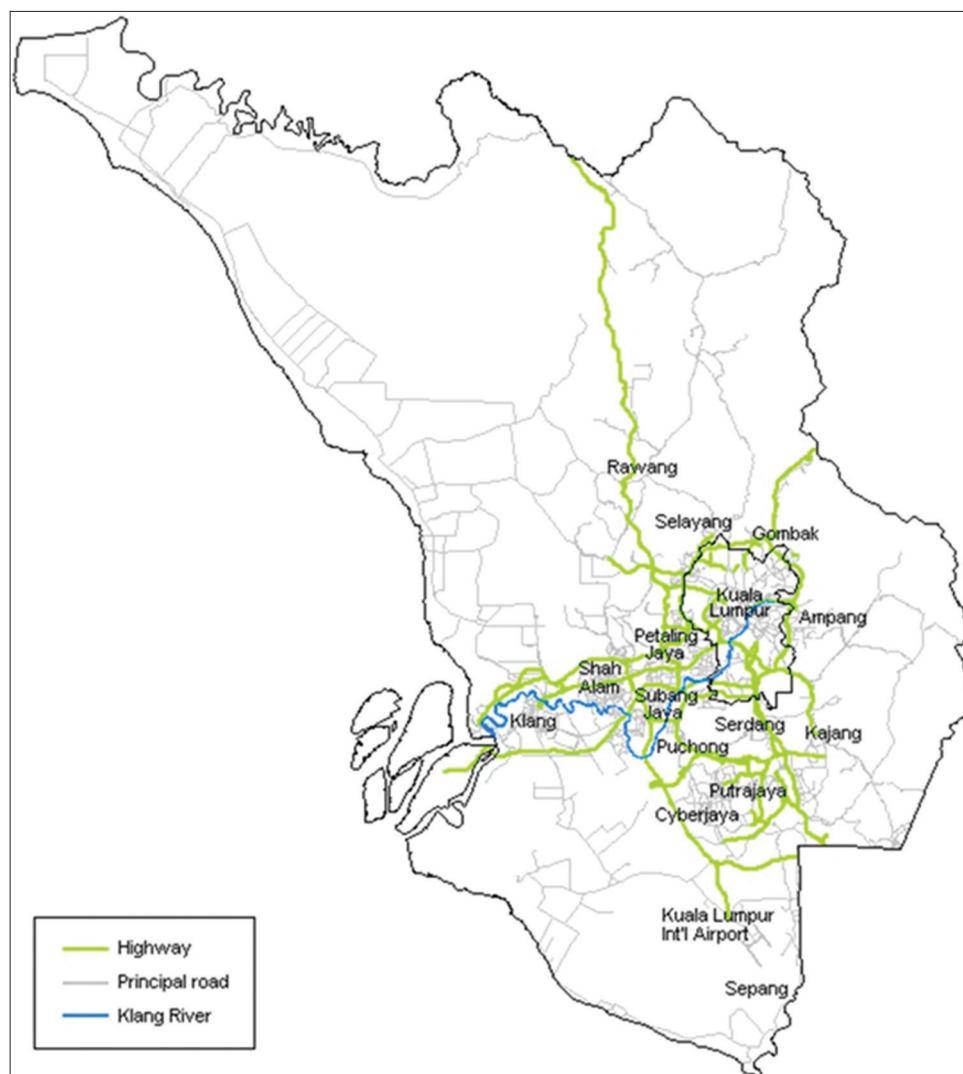 Rawang
Selayang
Gombak
Kuala
Lumpur
Ampang
Petaling
Jaya
Shah
Alam
Subang
Jaya
Klang
Serdang
Kajang
Puchong
Putrajaya
Cyberjaya
Kuala Lumpur
Int'l Airport
Sepang
Highway
Principal road
Klang River